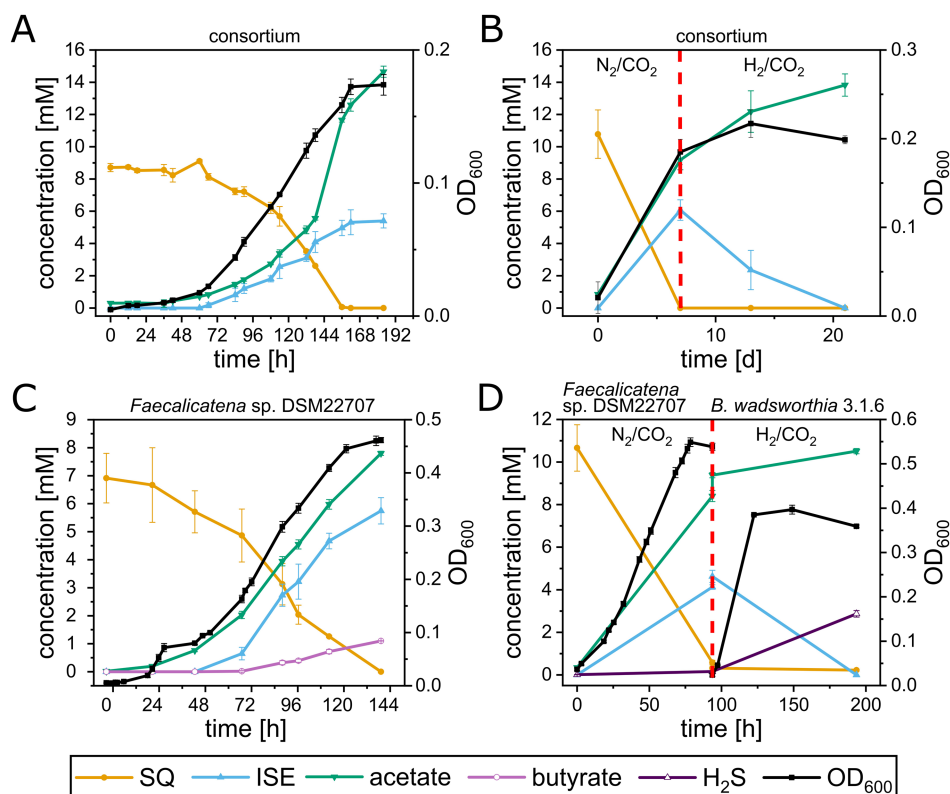 A
consortium
concentration [mM]
16
14
12
10
8
6
4
2
0
0.2
0.1
0.0
OD600
0 24 48 72 96 120 144 168 192
time [h]
B
consortium
N2/CO2 H2/CO2
concentration [mM]
16
14
12
10
8
6
4
2
0
0.3
0.2
0.1
0.0
OD600
0 10 20
time [d]
C
Faecalicatena sp. DSM22707
concentration [mM]
9
8
7
6
5
4
3
2
1
0
0.5
0.4
0.3
0.2
0.1
0.0
OD600
0 24 48 72 96 120 144
time [h]
D
Faecalicatena
sp. DSM22707 B. wadsworthia 3.1.6
N2/CO2 H2/CO2
concentration [mM]
12
10
8
6
4
2
0
0.6
0.5
0.4
0.3
0.2
0.1
0.0
OD600
0 50 100 150 200
time [h]
SQ ISE acetate butyrate H2S OD600